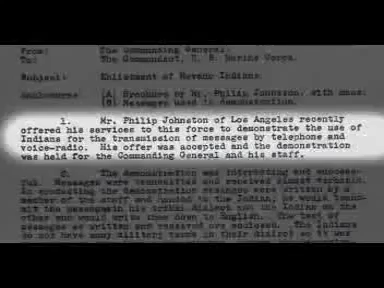 From: The Commanding General.
To: The Commandant, U. S. Marine Corps.
Subject: Enlistment of Navaho Indians.
Enclosures: (A) Brochure by Mr. Philip Johnston, with maps.
(B) Messages used in demonstration.
1. Mr. Philip Johnston of Los Angeles recently
offered his services to this force to demonstrate the use of
Indians for the transmission of messages by telephone and
voice-radio. His offer was accepted and the demonstration
was held for the Commanding General and his staff.
2. The demonstration was interesting and success-
ful. Messages were transmitted and received almost verbatim.
In conducting the demonstration messages were written by a
member of the staff and handed to the Indian; he would trans-
mit the messages in his tribal dialect and the Indian on the
other end would write them down in English. The text of
messages as written and received are enclosed. The Indians
do not have many military terms in their dialect so it was